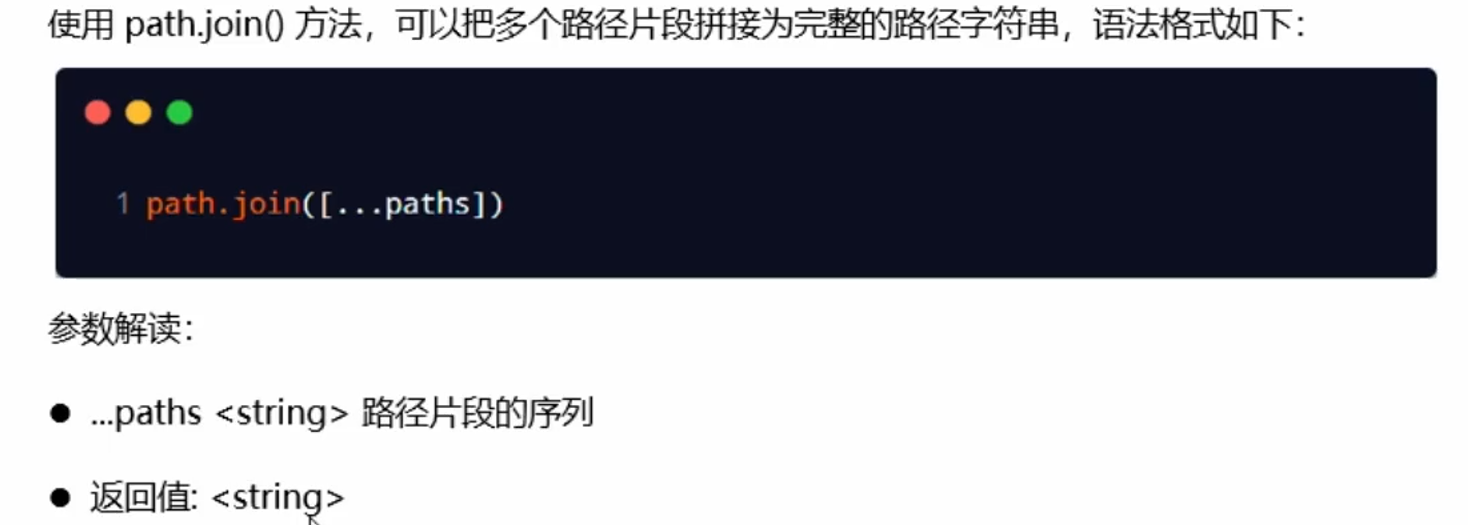 使用 path.join() 方法，可以把多个路径片段拼接为完整的路径字符串，语法格式如下：
1 path.join([...paths])
参数解读：
● ...paths <string> 路径片段的序列
● 返回值: <string>